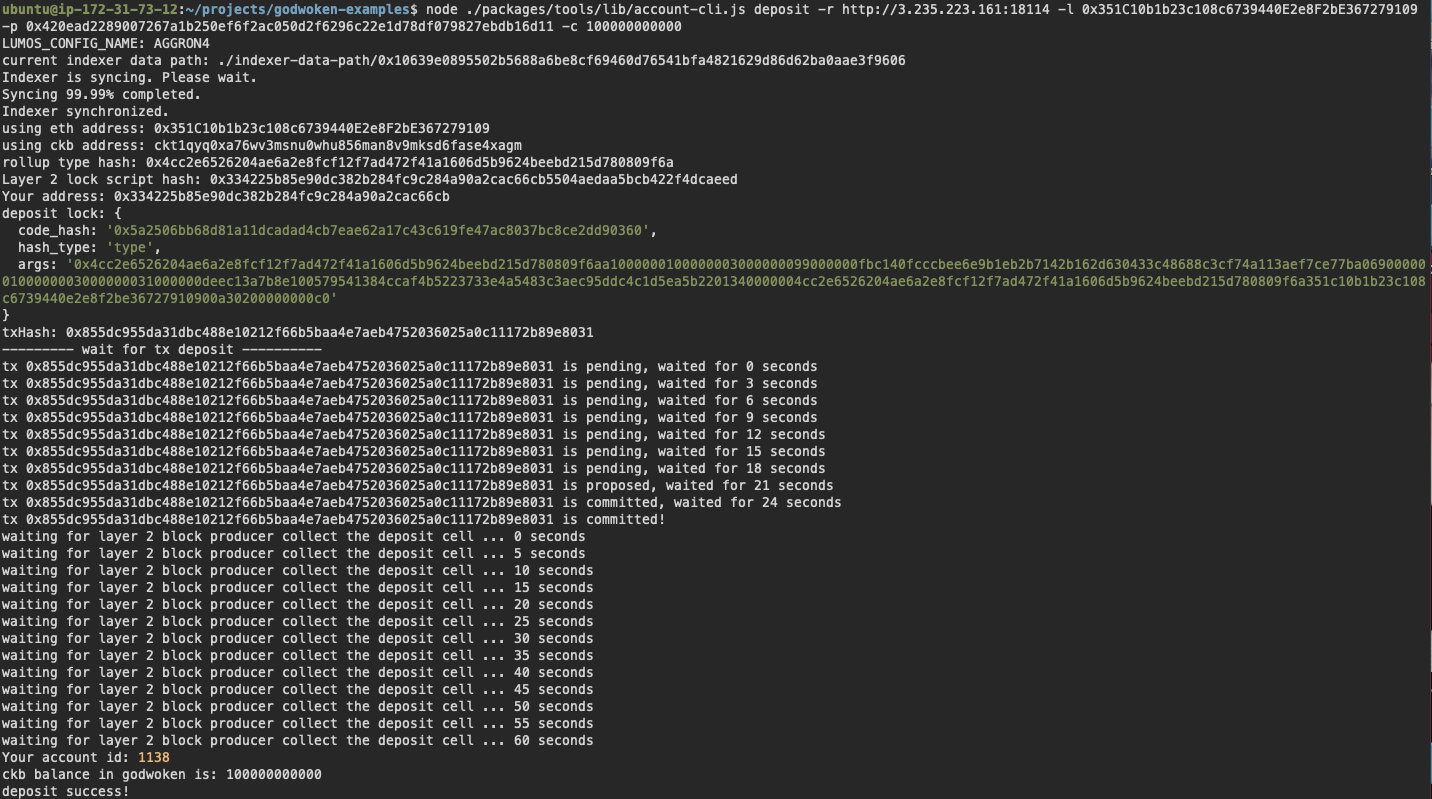 ubuntu@ip-172-31-73-12:~/projects/godwoken-examples$ node ./packages/tools/lib/account-cli.js deposit -r http://3.235.223.161:18114 -l 0x351C10b1b23c108c6739440E2e8F2bE367279109
-p 0x420ead2289007267a1b250ef6f2ac050d2f6296c22e1d78df079827ebdb16d11 -c 100000000000
LUMOS_CONFIG_NAME: AGGRON4
current indexer data path: ./indexer-data-path/0x10639e0895502b5688a6be8cf69460d76541bfa4821629d86d62ba0aae3f9606
Indexer is syncing. Please wait.
Syncing 99.99% completed.
Indexer synchronized.
using eth address: 0x351C10b1b23c108c6739440E2e8F2bE367279109
using ckb address: ckt1qyq0xa76wv3msnu0whu856man8v9mksd6fase4xagm
rollup type hash: 0x4cc2e6526204ae6a2e8fcf12f7ad472f41a1606d5b9624beebd215d780809f6a
Layer 2 lock script hash: 0x334225b85e90dc382b284fc9c284a90a2cac66cb5504aedaa5bcb422f4dcaeed
Your address: 0x334225b85e90dc382b284fc9c284a90a2cac66cb
deposit lock: {
  code_hash: '0x5a2506bb68d81a11dcadad4cb7eae62a17c43c619fe47ac8037bc8ce2dd90360',
  hash_type: 'type',
  args: '0x4cc2e6526204ae6a2e8fcf12f7ad472f41a1606d5b9624beebd215d780809f6aa1000000100000003000000099000000fbc140fcccbee6e9b1eb2b7142b162d630433c48688c3cf74a113aef7ce77ba06900000
01000000030000000031000000deec13a7b8e100579541384ccaf4b5223733e4a5483c3aec95ddc4c1d5ea5b2201340000004cc2e6526204ae6a2e8fcf12f7ad472f41a1606d5b9624beebd215d780809f6a351c10b1b23c108
c6739440e2e8f2be36727910900a30200000000c0'
}
txHash: 0x855dc955da31dbc488e10212f66b5baa4e7aeb4752036025a0c11172b89e8031
--------- wait for tx deposit ----------
tx 0x855dc955da31dbc488e10212f66b5baa4e7aeb4752036025a0c11172b89e8031 is pending, waited for 0 seconds
tx 0x855dc955da31dbc488e10212f66b5baa4e7aeb4752036025a0c11172b89e8031 is pending, waited for 3 seconds
tx 0x855dc955da31dbc488e10212f66b5baa4e7aeb4752036025a0c11172b89e8031 is pending, waited for 6 seconds
tx 0x855dc955da31dbc488e10212f66b5baa4e7aeb4752036025a0c11172b89e8031 is pending, waited for 9 seconds
tx 0x855dc955da31dbc488e10212f66b5baa4e7aeb4752036025a0c11172b89e8031 is pending, waited for 12 seconds
tx 0x855dc955da31dbc488e10212f66b5baa4e7aeb4752036025a0c11172b89e8031 is pending, waited for 15 seconds
tx 0x855dc955da31dbc488e10212f66b5baa4e7aeb4752036025a0c11172b89e8031 is pending, waited for 18 seconds
tx 0x855dc955da31dbc488e10212f66b5baa4e7aeb4752036025a0c11172b89e8031 is proposed, waited for 21 seconds
tx 0x855dc955da31dbc488e10212f66b5baa4e7aeb4752036025a0c11172b89e8031 is committed, waited for 24 seconds
tx 0x855dc955da31dbc488e10212f66b5baa4e7aeb4752036025a0c11172b89e8031 is committed!
waiting for layer 2 block producer collect the deposit cell ... 0 seconds
waiting for layer 2 block producer collect the deposit cell ... 5 seconds
waiting for layer 2 block producer collect the deposit cell ... 10 seconds
waiting for layer 2 block producer collect the deposit cell ... 15 seconds
waiting for layer 2 block producer collect the deposit cell ... 20 seconds
waiting for layer 2 block producer collect the deposit cell ... 25 seconds
waiting for layer 2 block producer collect the deposit cell ... 30 seconds
waiting for layer 2 block producer collect the deposit cell ... 35 seconds
waiting for layer 2 block producer collect the deposit cell ... 40 seconds
waiting for layer 2 block producer collect the deposit cell ... 45 seconds
waiting for layer 2 block producer collect the deposit cell ... 50 seconds
waiting for layer 2 block producer collect the deposit cell ... 55 seconds
waiting for layer 2 block producer collect the deposit cell ... 60 seconds
Your account id: 1138
ckb balance in godwoken is: 100000000000
deposit success!